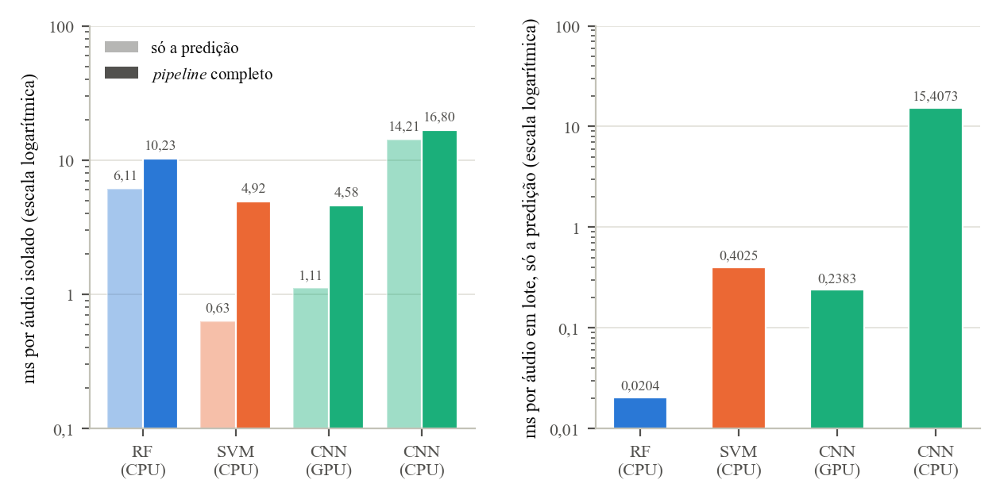 ms por áudio isolado (escala logarítmica)
100
10
1
0,1
só a predição
pipeline completo
6,11
10,23
0,63
4,92
1,11
4,58
14,21
16,80
RF
(CPU)
SVM
(CPU)
CNN
(GPU)
CNN
(CPU)
ms por áudio em lote, só a predição (escala logarítmica)
100
10
1
0,1
0,01
0,0204
0,4025
0,2383
15,4073
RF
(CPU)
SVM
(CPU)
CNN
(GPU)
CNN
(CPU)